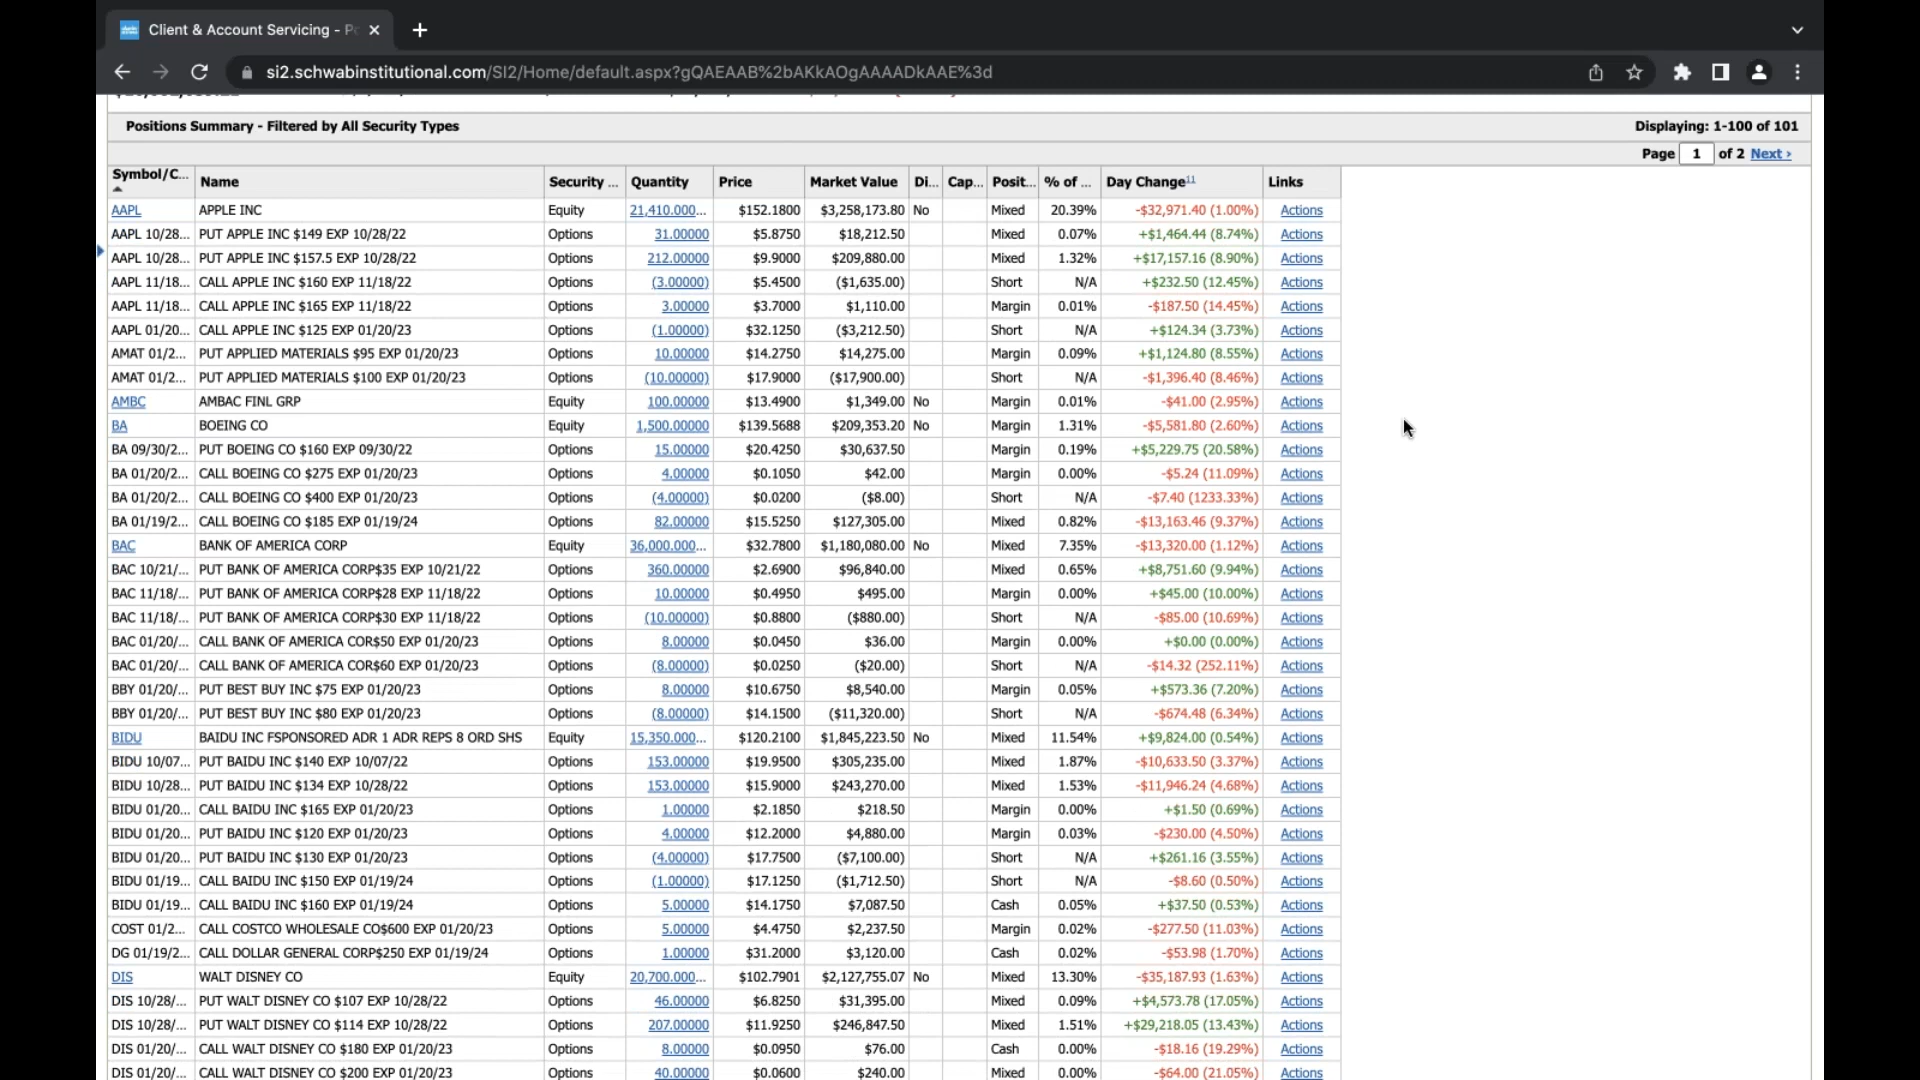 Client & Account Servicing - P
si2.schwabinstitutional.com/SI2/Home/default.aspx?gQAEAAB%2bAKkAOgAAAADkAAE%3d
Positions Summary - Filtered by All Security Types Displaying: 1-100 of 101
Page 1 of 2 Next ›
Symbol/C... Name Security ... Quantity Price Market Value Di... Cap... Posit... % of ... Day Change11 Links
AAPL APPLE INC Equity 21,410.000... $152.1800 $3,258,173.80 No Mixed 20.39% -$32,971.40 (1.00%) Actions
AAPL 10/28... PUT APPLE INC $149 EXP 10/28/22 Options 31.00000 $5.8750 $18,212.50 Mixed 0.07% +$1,464.44 (8.74%) Actions
AAPL 10/28... PUT APPLE INC $157.5 EXP 10/28/22 Options 212.00000 $9.9000 $209,880.00 Mixed 1.32% +$17,157.16 (8.90%) Actions
AAPL 11/18... CALL APPLE INC $160 EXP 11/18/22 Options (3.00000) $5.4500 ($1,635.00) Short N/A +$232.50 (12.45%) Actions
AAPL 11/18... CALL APPLE INC $165 EXP 11/18/22 Options 3.00000 $3.7000 $1,110.00 Margin 0.01% -$187.50 (14.45%) Actions
AAPL 01/20... CALL APPLE INC $125 EXP 01/20/23 Options (1.00000) $32.1250 ($3,212.50) Short N/A +$124.34 (3.73%) Actions
AMAT 01/2... PUT APPLIED MATERIALS $95 EXP 01/20/23 Options 10.00000 $14.2750 $14,275.00 Margin 0.09% +$1,124.80 (8.55%) Actions
AMAT 01/2... PUT APPLIED MATERIALS $100 EXP 01/20/23 Options (10.00000) $17.9000 ($17,900.00) Short N/A -$1,396.40 (8.46%) Actions
AMBC AMBAC FINL GRP Equity 100.00000 $13.4900 $1,349.00 No Margin 0.01% -$41.00 (2.95%) Actions
BA BOEING CO Equity 1,500.00000 $139.5688 $209,353.20 No Margin 1.31% -$5,581.80 (2.60%) Actions
BA 09/30/2... PUT BOEING CO $160 EXP 09/30/22 Options 15.00000 $20.4250 $30,637.50 Margin 0.19% +$5,229.75 (20.58%) Actions
BA 01/20/2... CALL BOEING CO $275 EXP 01/20/23 Options 4.00000 $0.1050 $42.00 Margin 0.00% -$5.24 (11.09%) Actions
BA 01/20/2... CALL BOEING CO $400 EXP 01/20/23 Options (4.00000) $0.0200 ($8.00) Short N/A -$7.40 (1233.33%) Actions
BA 01/19/2... CALL BOEING CO $185 EXP 01/19/24 Options 82.00000 $15.5250 $127,305.00 Mixed 0.82% -$13,163.46 (9.37%) Actions
BAC BANK OF AMERICA CORP Equity 36,000.000... $32.7800 $1,180,080.00 No Mixed 7.35% -$13,320.00 (1.12%) Actions
BAC 10/21/... PUT BANK OF AMERICA CORP$35 EXP 10/21/22 Options 360.00000 $2.6900 $96,840.00 Mixed 0.65% +$8,751.60 (9.94%) Actions
BAC 11/18/... PUT BANK OF AMERICA CORP$28 EXP 11/18/22 Options 10.00000 $0.4950 $495.00 Margin 0.00% +$45.00 (10.00%) Actions
BAC 11/18/... PUT BANK OF AMERICA CORP$30 EXP 11/18/22 Options (10.00000) $0.8800 ($880.00) Short N/A -$85.00 (10.69%) Actions
BAC 01/20/... CALL BANK OF AMERICA COR$50 EXP 01/20/23 Options 8.00000 $0.0450 $36.00 Margin 0.00% +$0.00 (0.00%) Actions
BAC 01/20/... CALL BANK OF AMERICA COR$60 EXP 01/20/23 Options (8.00000) $0.0250 ($20.00) Short N/A -$14.32 (252.11%) Actions
BBY 01/20/... PUT BEST BUY INC $75 EXP 01/20/23 Options 8.00000 $10.6750 $8,540.00 Margin 0.05% +$573.36 (7.20%) Actions
BBY 01/20/... PUT BEST BUY INC $80 EXP 01/20/23 Options (8.00000) $14.1500 ($11,320.00) Short N/A -$674.48 (6.34%) Actions
BIDU BAIDU INC FSPONSORED ADR 1 ADR REPS 8 ORD SHS Equity 15,350.000... $120.2100 $1,845,223.50 No Mixed 11.54% +$9,824.00 (0.54%) Actions
BIDU 10/07... PUT BAIDU INC $140 EXP 10/07/22 Options 153.00000 $19.9500 $305,235.00 Mixed 1.87% -$10,633.50 (3.37%) Actions
BIDU 10/28... PUT BAIDU INC $134 EXP 10/28/22 Options 153.00000 $15.9000 $243,270.00 Mixed 1.53% -$11,946.24 (4.68%) Actions
BIDU 01/20... CALL BAIDU INC $165 EXP 01/20/23 Options 1.00000 $2.1850 $218.50 Margin 0.00% +$1.50 (0.69%) Actions
BIDU 01/20... PUT BAIDU INC $120 EXP 01/20/23 Options 4.00000 $12.2000 $4,880.00 Margin 0.03% -$230.00 (4.50%) Actions
BIDU 01/20... PUT BAIDU INC $130 EXP 01/20/23 Options (4.00000) $17.7500 ($7,100.00) Short N/A +$261.16 (3.55%) Actions
BIDU 01/19... CALL BAIDU INC $150 EXP 01/19/24 Options (1.00000) $17.1250 ($1,712.50) Short N/A -$8.60 (0.50%) Actions
BIDU 01/19... CALL BAIDU INC $160 EXP 01/19/24 Options 5.00000 $14.1750 $7,087.50 Cash 0.05% +$37.50 (0.53%) Actions
COST 01/2... CALL COSTCO WHOLESALE CO$600 EXP 01/20/23 Options 5.00000 $4.4750 $2,237.50 Margin 0.02% -$277.50 (11.03%) Actions
DG 01/19/2... CALL DOLLAR GENERAL CORP$250 EXP 01/19/24 Options 1.00000 $31.2000 $3,120.00 Cash 0.02% -$53.98 (1.70%) Actions
DIS WALT DISNEY CO Equity 20,700.000... $102.7901 $2,127,755.07 No Mixed 13.30% -$35,187.93 (1.63%) Actions
DIS 10/28/... PUT WALT DISNEY CO $107 EXP 10/28/22 Options 46.00000 $6.8250 $31,395.00 Mixed 0.09% +$4,573.78 (17.05%) Actions
DIS 10/28/... PUT WALT DISNEY CO $114 EXP 10/28/22 Options 207.00000 $11.9250 $246,847.50 Mixed 1.51% +$29,218.05 (13.43%) Actions
DIS 01/20/... CALL WALT DISNEY CO $180 EXP 01/20/23 Options 8.00000 $0.0950 $76.00 Cash 0.00% -$18.16 (19.29%) Actions
DIS 01/20/... CALL WALT DISNEY CO $200 EXP 01/20/23 Options 40.00000 $0.0600 $240.00 Mixed 0.00% -$64.00 (21.05%) Actions